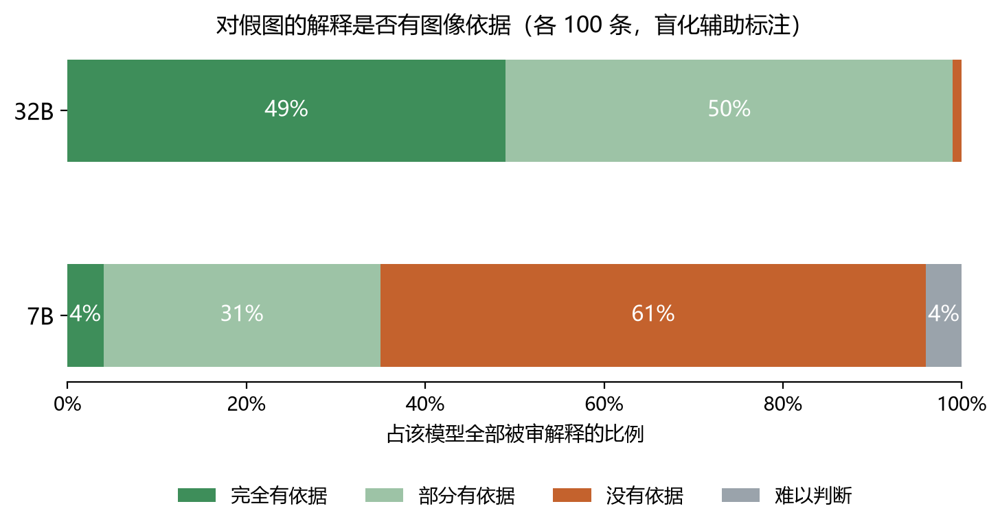 对假图的解释是否有图像依据（各 100 条，盲化辅助标注）
32B
49%
50%
7B
4%
31%
61%
4%
0%
20%
40%
60%
80%
100%
占该模型全部被审解释的比例
完全有依据
部分有依据
没有依据
难以判断